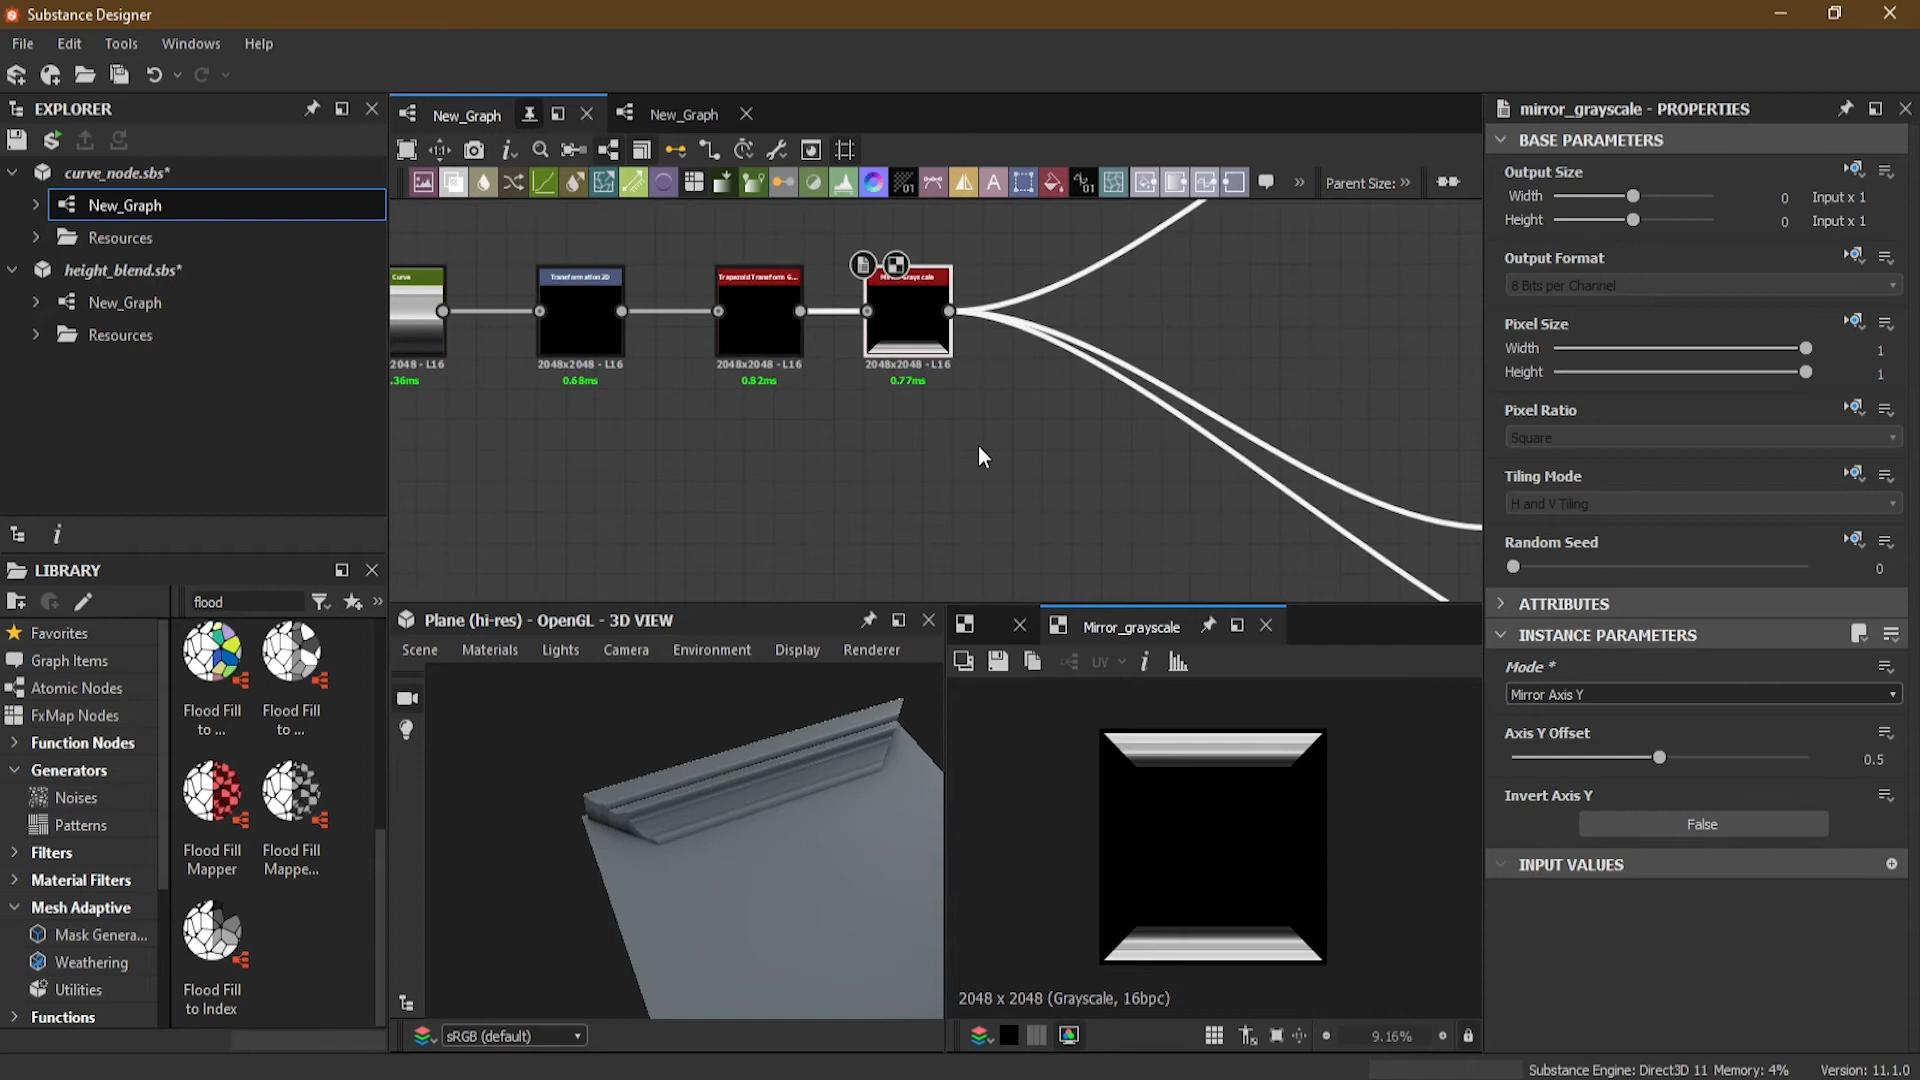 Substance Designer
File Edit Tools Windows Help
EXPLORER
curve_node.sbs*
New_Graph
Resources
height_blend.sbs*
New_Graph
Resources
LIBRARY
flood
Favorites
Graph Items
Atomic Nodes
FxMap Nodes
Function Nodes
Generators
Noises
Patterns
Filters
Material Filters
Mesh Adaptive
Mask Genera...
Weathering
Utilities
Functions
Flood Fill to ...
Flood Fill to ...
Flood Fill Mapper
Flood Fill Mappe...
Flood Fill to Index
New_Graph
New_Graph
Parent Size:
Curve
Transformation 2D
Trapezoid Transform G...
2048 - L16
2048x2048 - L16
2048x2048 - L16
2048x2048 - L16
.36ms
0.68ms
0.82ms
0.77ms
Plane (hi-res) - OpenGL - 3D VIEW
Scene Materials Lights Camera Environment Display Renderer
sRGB (default)
Mirror_grayscale
UV
2048 x 2048 (Grayscale, 16bpc)
9.16%
mirror_grayscale - PROPERTIES
BASE PARAMETERS
Output Size
Width 0 Input x 1
Height 0 Input x 1
Output Format
8 Bits per Channel
Pixel Size
Width 1
Height 1
Pixel Ratio
Square
Tiling Mode
H and V Tiling
Random Seed
0
ATTRIBUTES
INSTANCE PARAMETERS
Mode *
Mirror Axis Y
Axis Y Offset
0.5
Invert Axis Y
False
INPUT VALUES
Substance Engine: Direct3D 11 Memory: 4% Version: 11.1.0